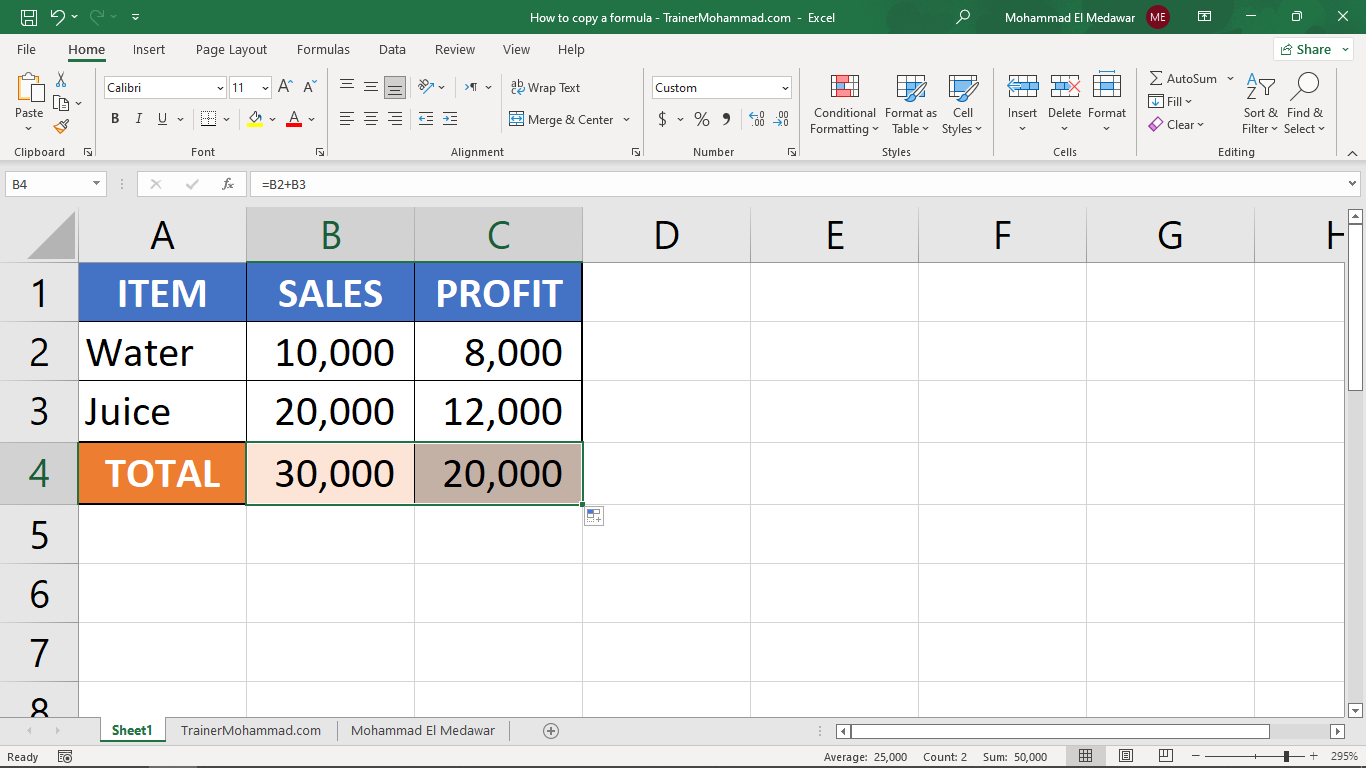 How to copy a formula - TrainerMohammad.com - Excel
Mohammad El Medawar ME
File Home Insert Page Layout Formulas Data Review View Help Share
Paste
Calibri 11
B I U A A A
ab Wrap Text
Merge & Center
Custom
$ % 9 .00 .00
Conditional Formatting
Format as Table
Cell Styles
Insert Delete Format
AutoSum
Fill
Clear
Sort & Filter
Find & Select
Clipboard Font Alignment Number Styles Cells Editing
B4 fx =B2+B3
A B C D E F G H
1 ITEM SALES PROFIT
2 Water 10,000 8,000
3 Juice 20,000 12,000
4 TOTAL 30,000 20,000
5
6
7
8
Sheet1 TrainerMohammad.com Mohammad El Medawar
Ready Average: 25,000 Count: 2 Sum: 50,000 295%